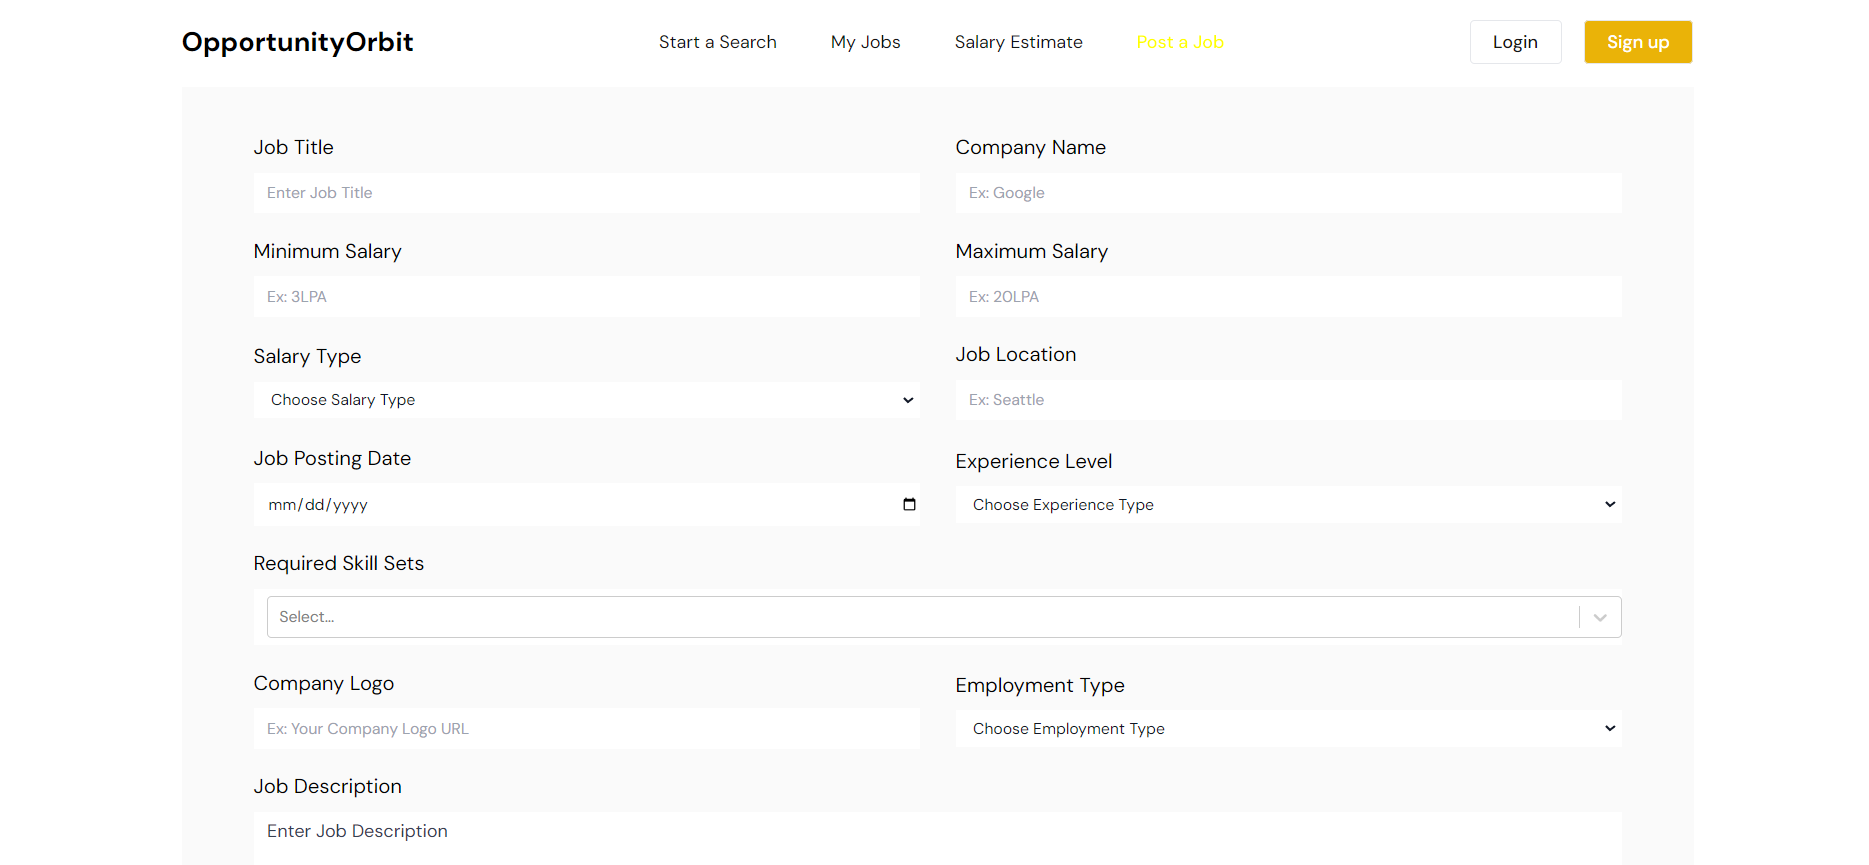 OpportunityOrbit Start a Search My Jobs Salary Estimate Post a Job Login Sign up
Job Title Company Name
Enter Job Title Ex: Google
Minimum Salary Maximum Salary
Ex: 3LPA Ex: 20LPA
Salary Type Job Location
Choose Salary Type Ex: Seattle
Job Posting Date Experience Level
mm/dd/yyyy Choose Experience Type
Required Skill Sets
Select...
Company Logo Employment Type
Ex: Your Company Logo URL Choose Employment Type
Job Description
Enter Job Description